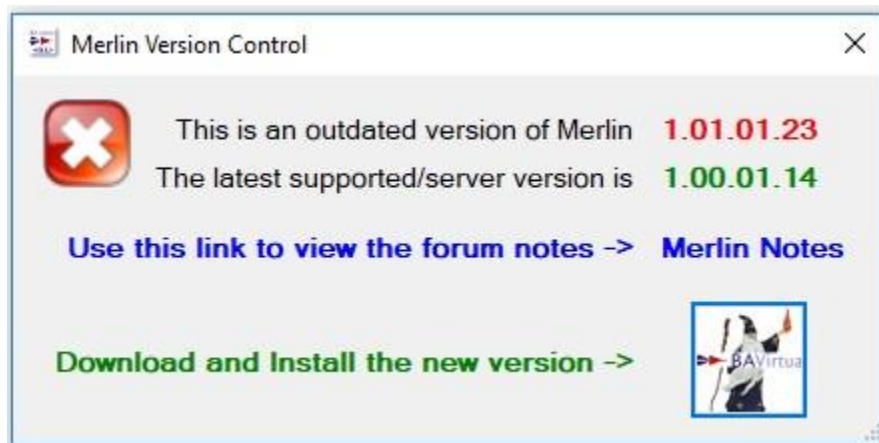 Merlin Version Control
This is an outdated version of Merlin 1.01.01.23
The latest supported/server version is 1.00.01.14
Use this link to view the forum notes -> Merlin Notes
BAVirtua
Download and Install the new version ->